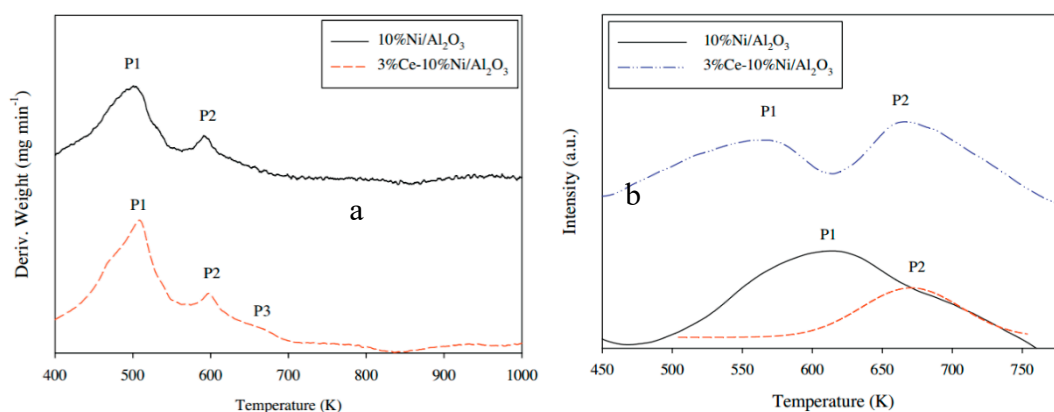 10%Ni/Al₂O₃
3%Ce-10%Ni/Al₂O₃
P1
P2
P1
P2
P3
a
Deriv. Weight (mg min⁻¹)
400 500 600 700 800 900 1000
Temperature (K)
10%Ni/Al₂O₃
3%Ce-10%Ni/Al₂O₃
P1
P2
b
P1
P2
Intensity (a.u.)
450 500 550 600 650 700 750
Temperature (K)